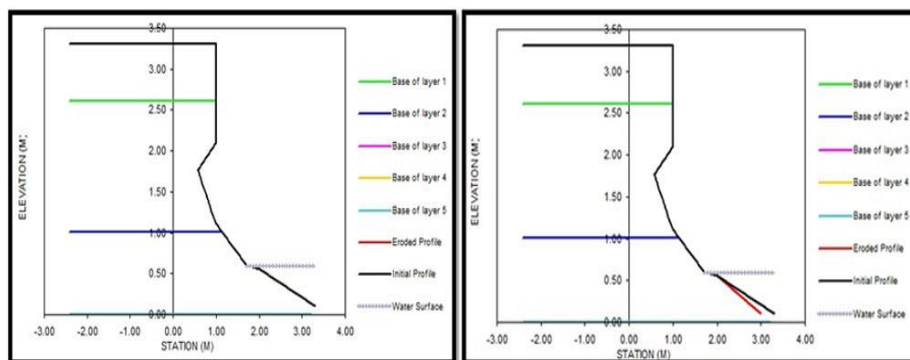 3.50
3.00
2.50
2.00
1.50
1.00
0.50
0.00
ELEVATION (M;
-3.00 -2.00 -1.00 0.00 1.00 2.00 3.00 4.00
STATION (M)
Base of layer 1
Base of layer 2
Base of layer 3
Base of layer 4
Base of layer 5
Eroded Profile
Initial Profile
Water Surface
3.50
3.00
2.50
2.00
1.50
1.00
0.50
0.00
ELEVATION (M;
-3.00 -2.00 -1.00 0.00 1.00 2.00 3.00 4.00
STATION (M)
Base of layer 1
Base of layer 2
Base of layer 3
Base of layer 4
Base of layer 5
Eroded Profile
Initial Profile
Water Surface